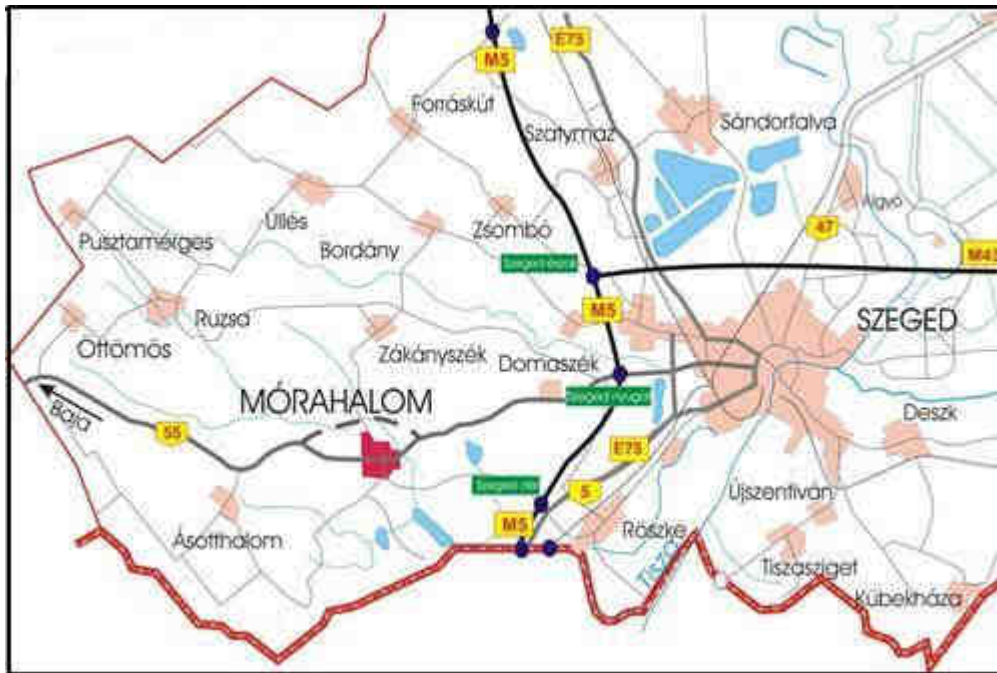 E75
M5
Forráskút
Szatymaz
Sándorfalva
Algyő
47
Pusztamérges
Üllés
Bordány
Zsombó
M43
Szeged-észak
M5
Ruzsa
SZEGED
Öttömös
Zákányszék
Domaszék
MÓRAHALOM
Szeged-nyugat
Baja
55
Deszk
E75
Szeged-dél
5
Újszentiván
M5
Röszke
Ásotthalom
Tisza
Tiszasziget
Kübekháza